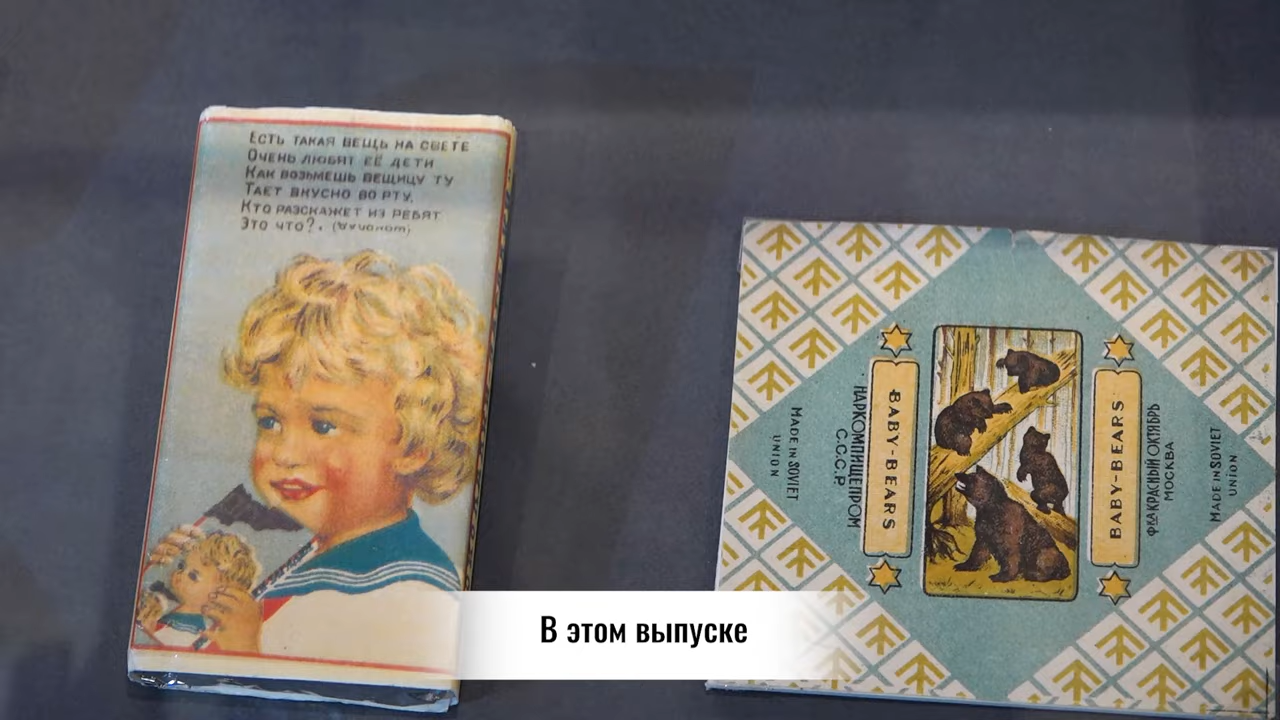 Есть такая вещь на свете
Очень любят её дети
Как возьмешь вещицу ту
Тает вкусно во рту.
Кто разскажет из ребят
Это что?.
MADE IN SOVIET
UNION
НАРКОМПИЩЕПРОМ
С.С.С.Р
BABY-BEARS
BABY-BEARS
КРАСНЫЙ ОКТЯБРЬ
МОСКВА
MADE IN SOVIET
UNION
В этом выпуске